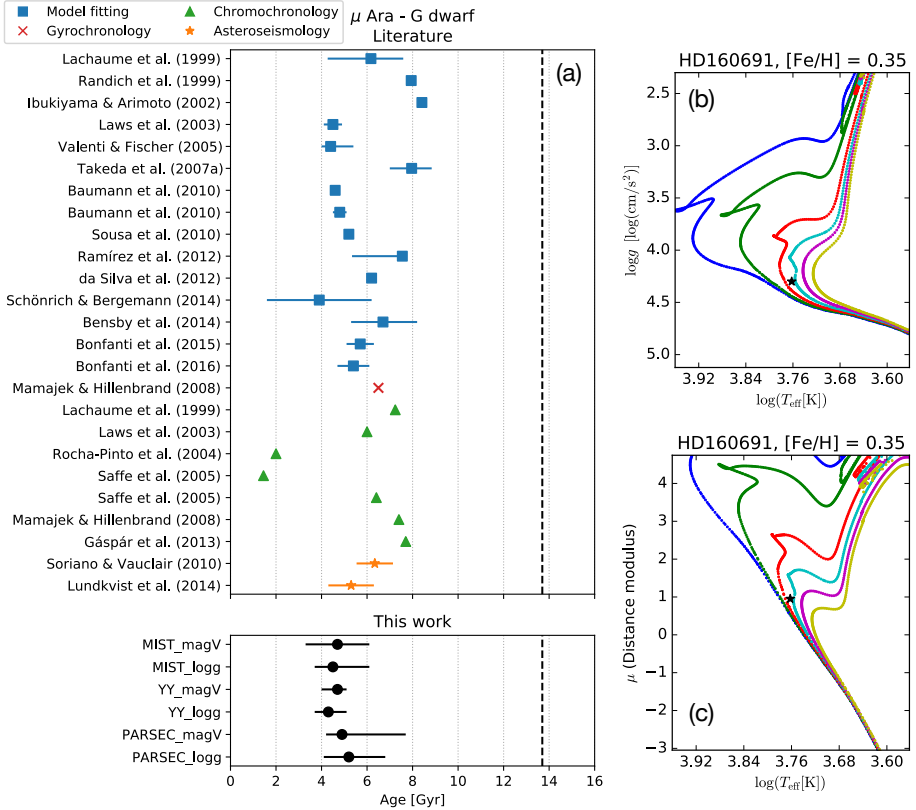 Model fitting
Chromochronology
Gyrochronology
Asteroseismology
μ Ara - G dwarf
Literature
(a)
Lachaume et al. (1999)
Randich et al. (1999)
Ibukiyama & Arimoto (2002)
Laws et al. (2003)
Valenti & Fischer (2005)
Takeda et al. (2007a)
Baumann et al. (2010)
Baumann et al. (2010)
Sousa et al. (2010)
Ramírez et al. (2012)
da Silva et al. (2012)
Schönrich & Bergemann (2014)
Bensby et al. (2014)
Bonfanti et al. (2015)
Bonfanti et al. (2016)
Mamajek & Hillenbrand (2008)
Lachaume et al. (1999)
Laws et al. (2003)
Rocha-Pinto et al. (2004)
Saffe et al. (2005)
Saffe et al. (2005)
Mamajek & Hillenbrand (2008)
Gáspár et al. (2013)
Soriano & Vauclair (2010)
Lundkvist et al. (2014)
This work
MIST_magV
MIST_logg
YY_magV
YY_logg
PARSEC_magV
PARSEC_logg
0 2 4 6 8 10 12 14 16
Age [Gyr]
HD160691, [Fe/H] = 0.35
(b)
2.5
3.0
3.5
4.0
4.5
5.0
logg [log(cm/s²)]
3.92 3.84 3.76 3.68 3.60
log(T_eff[K])
HD160691, [Fe/H] = 0.35
4
3
2
1
0
−1
−2
−3
μ (Distance modulus)
(c)
3.92 3.84 3.76 3.68 3.60
log(T_eff[K])